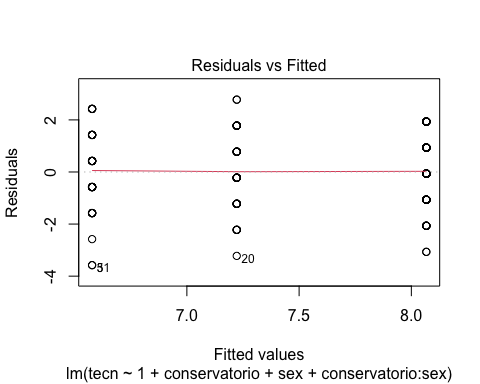 Residuals vs Fitted
Residuals
2
0
-2
-4
20
7.0
7.5
8.0
Fitted values
lm(tecn ~ 1 + conservatorio + sex + conservatorio:sex)